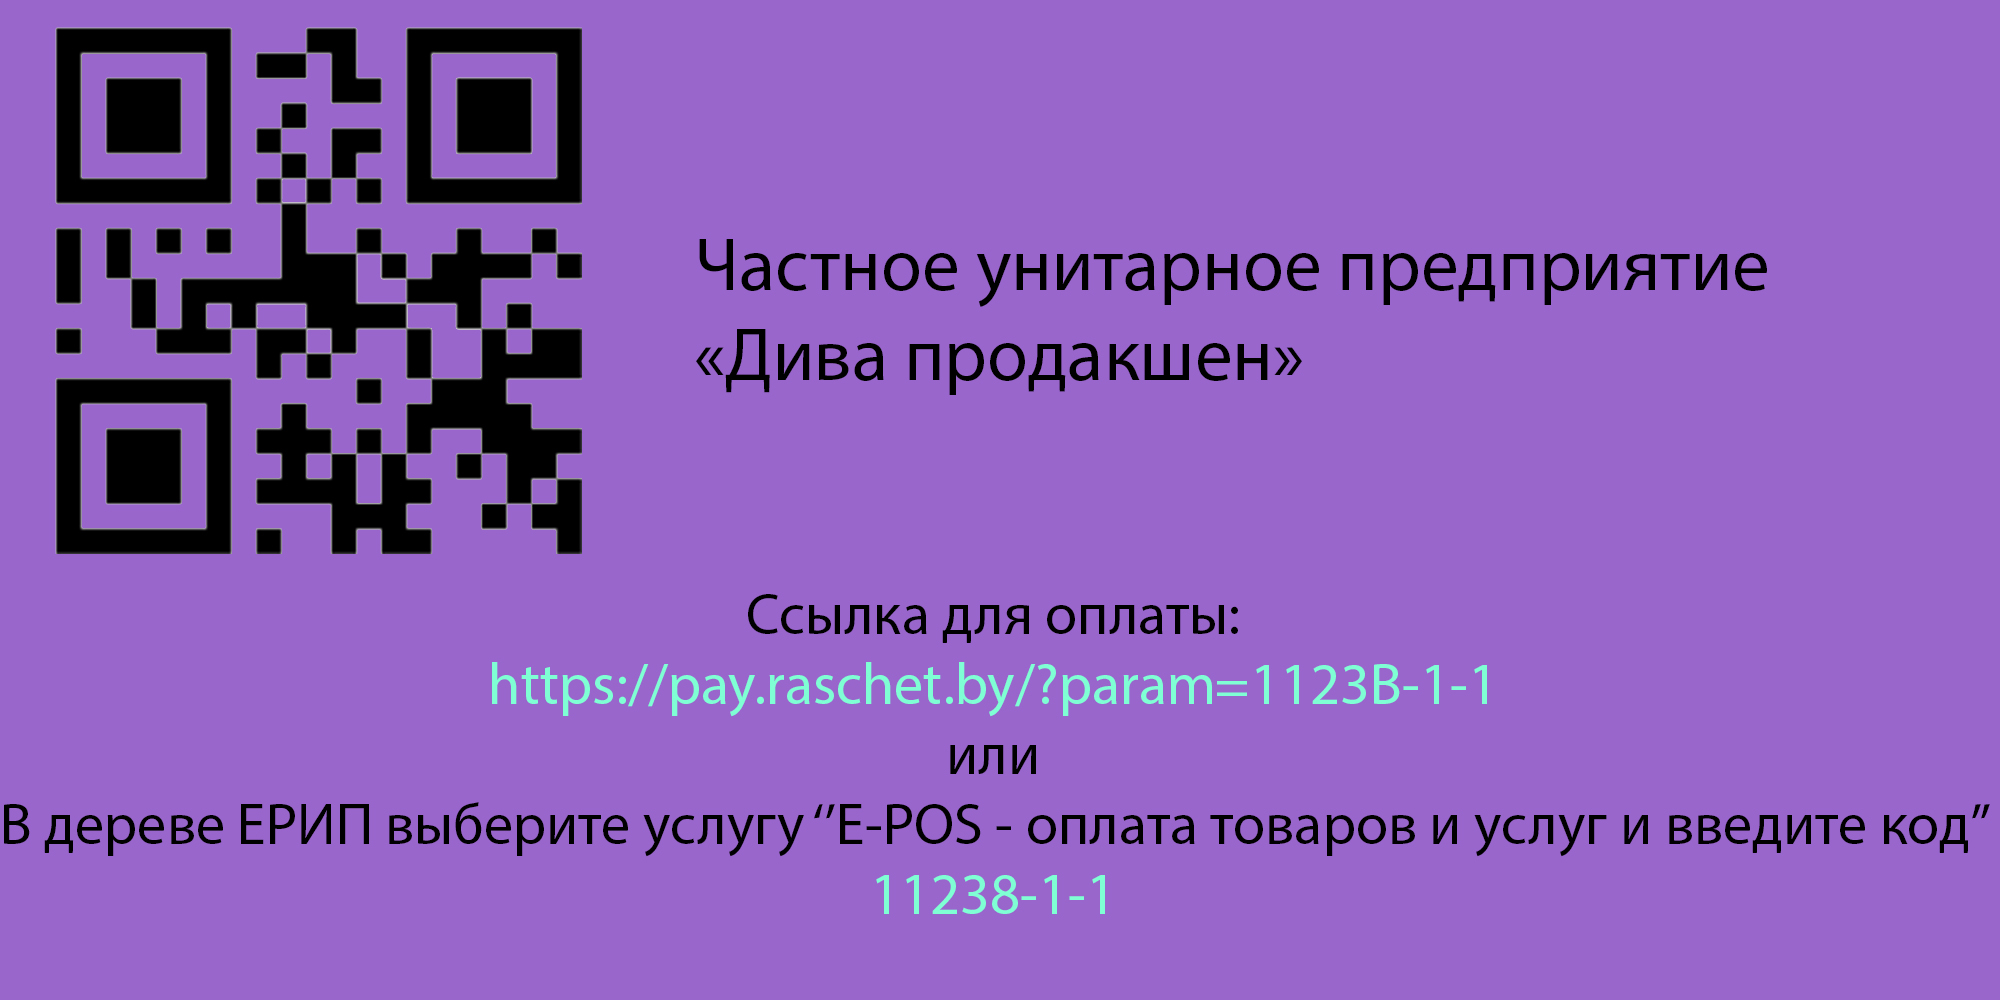 Частное унитарное предприятие
«Дива продакшен»
Ссылка для оплаты:
https://pay.raschet.by/?param=1123B-1-1
или
В дереве ЕРИП выберите услугу “E-POS - оплата товаров и услуг и введите код”
11238-1-1